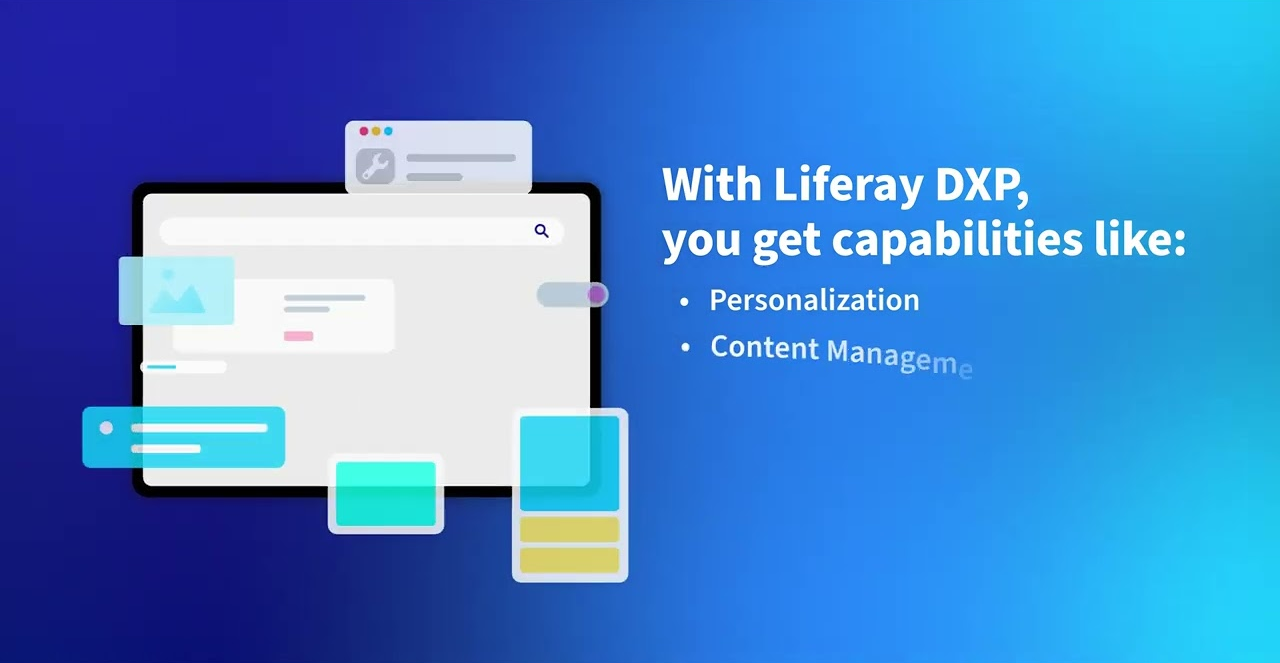 With Liferay DXP,
you get capabilities like:
• Personalization
• Content Manageme